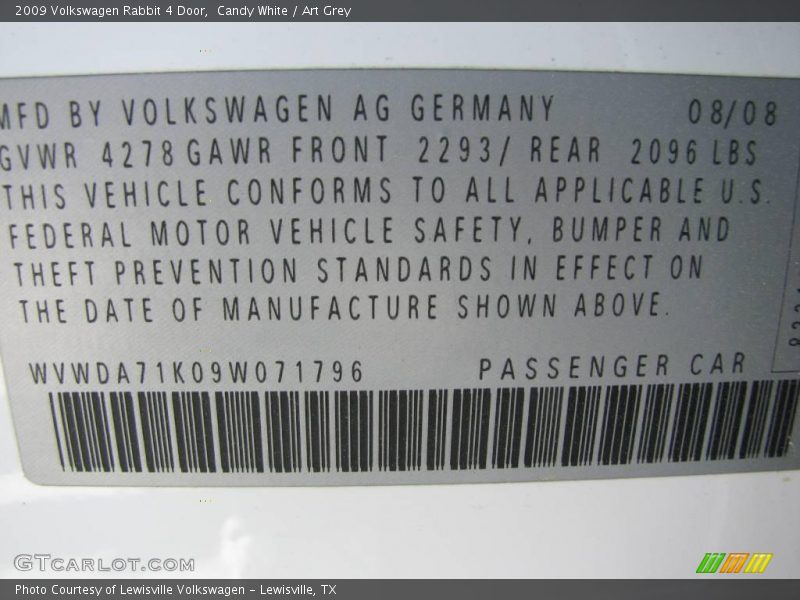 2009 Volkswagen Rabbit 4 Door,  Candy White / Art Grey
MFD BY VOLKSWAGEN AG GERMANY 08/08
GVWR 4278 GAWR FRONT 2293/ REAR 2096 LBS
THIS VEHICLE CONFORMS TO ALL APPLICABLE U.S.
FEDERAL MOTOR VEHICLE SAFETY, BUMPER AND
THEFT PREVENTION STANDARDS IN EFFECT ON
THE DATE OF MANUFACTURE SHOWN ABOVE.
WVWDA71K09W071796 PASSENGER CAR
GTCARLOT.COM
Photo Courtesy of Lewisville Volkswagen – Lewisville, TX